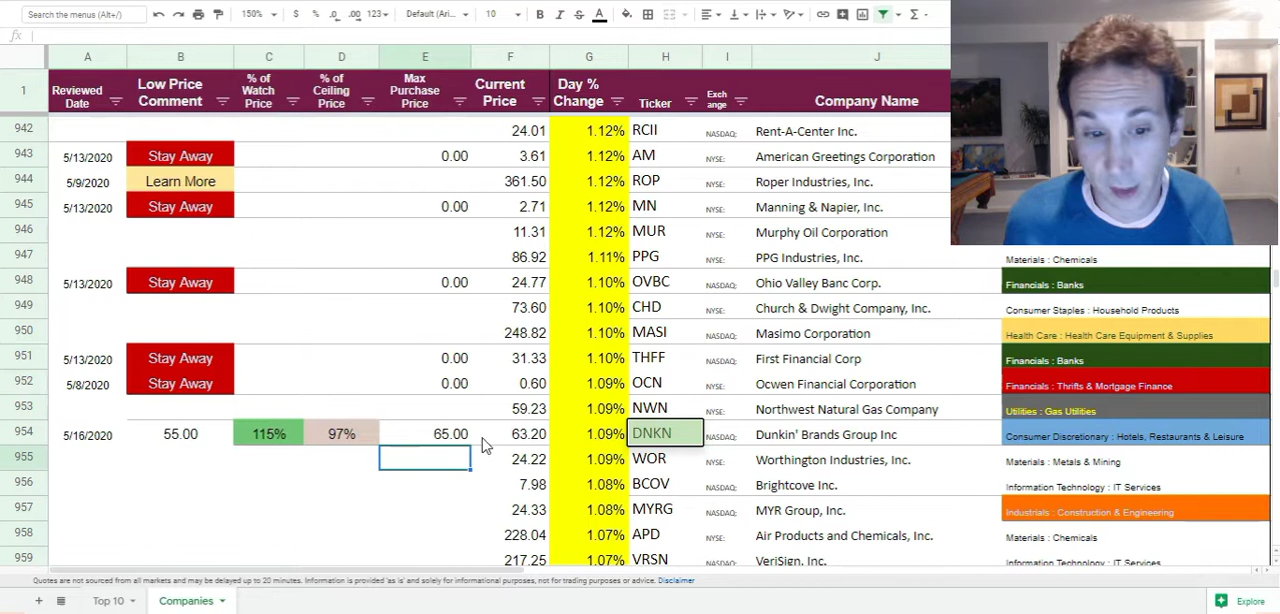 Search the menus (Alt+/) 150% $ % .0 .00 123 Default (Ari... 10 B I S A
fx
A B C D E F G H I J
1 Reviewed Date Low Price Comment % of Watch Price % of Ceiling Price Max Purchase Price Current Price Day % Change Ticker Exch ange Company Name
942 24.01 1.12% RCII NASDAQ: Rent-A-Center Inc.
943 5/13/2020 Stay Away 0.00 3.61 1.12% AM NYSE: American Greetings Corporation
944 5/9/2020 Learn More 361.50 1.12% ROP NYSE: Roper Industries, Inc.
945 5/13/2020 Stay Away 0.00 2.71 1.12% MN NYSE: Manning & Napier, Inc.
946 11.31 1.12% MUR NYSE: Murphy Oil Corporation
947 86.92 1.11% PPG NYSE: PPG Industries, Inc. Materials : Chemicals
948 5/13/2020 Stay Away 0.00 24.77 1.10% OVBC NASDAQ: Ohio Valley Banc Corp. Financials : Banks
949 73.60 1.10% CHD NYSE: Church & Dwight Company, Inc. Consumer Staples : Household Products
950 248.82 1.10% MASI NASDAQ: Masimo Corporation Health Care : Health Care Equipment & Supplies
951 5/13/2020 Stay Away 0.00 31.33 1.10% THFF NASDAQ: First Financial Corp Financials : Banks
952 5/8/2020 Stay Away 0.00 0.60 1.09% OCN NYSE: Ocwen Financial Corporation Financials : Thrifts & Mortgage Finance
953 59.23 1.09% NWN NYSE: Northwest Natural Gas Company Utilities : Gas Utilities
954 5/16/2020 55.00 115% 97% 65.00 63.20 1.09% DNKN NASDAQ: Dunkin' Brands Group Inc Consumer Discretionary : Hotels, Restaurants & Leisure
955 24.22 1.09% WOR NYSE: Worthington Industries, Inc. Materials : Metals & Mining
956 7.98 1.08% BCOV NASDAQ: Brightcove Inc. Information Technology : IT Services
957 24.33 1.08% MYRG NASDAQ: MYR Group, Inc. Industrials : Construction & Engineering
958 228.04 1.07% APD NYSE: Air Products and Chemicals, Inc. Materials : Chemicals
959 217.25 1.07% VRSN NASDAQ: VeriSign, Inc. Information Technology : IT Services
Quotes are not sourced from all markets and may be delayed up to 20 minutes. Information is provided 'as is' and solely for informational purposes, not for trading purposes or advice. Disclaimer
+ Top 10 Companies Explore